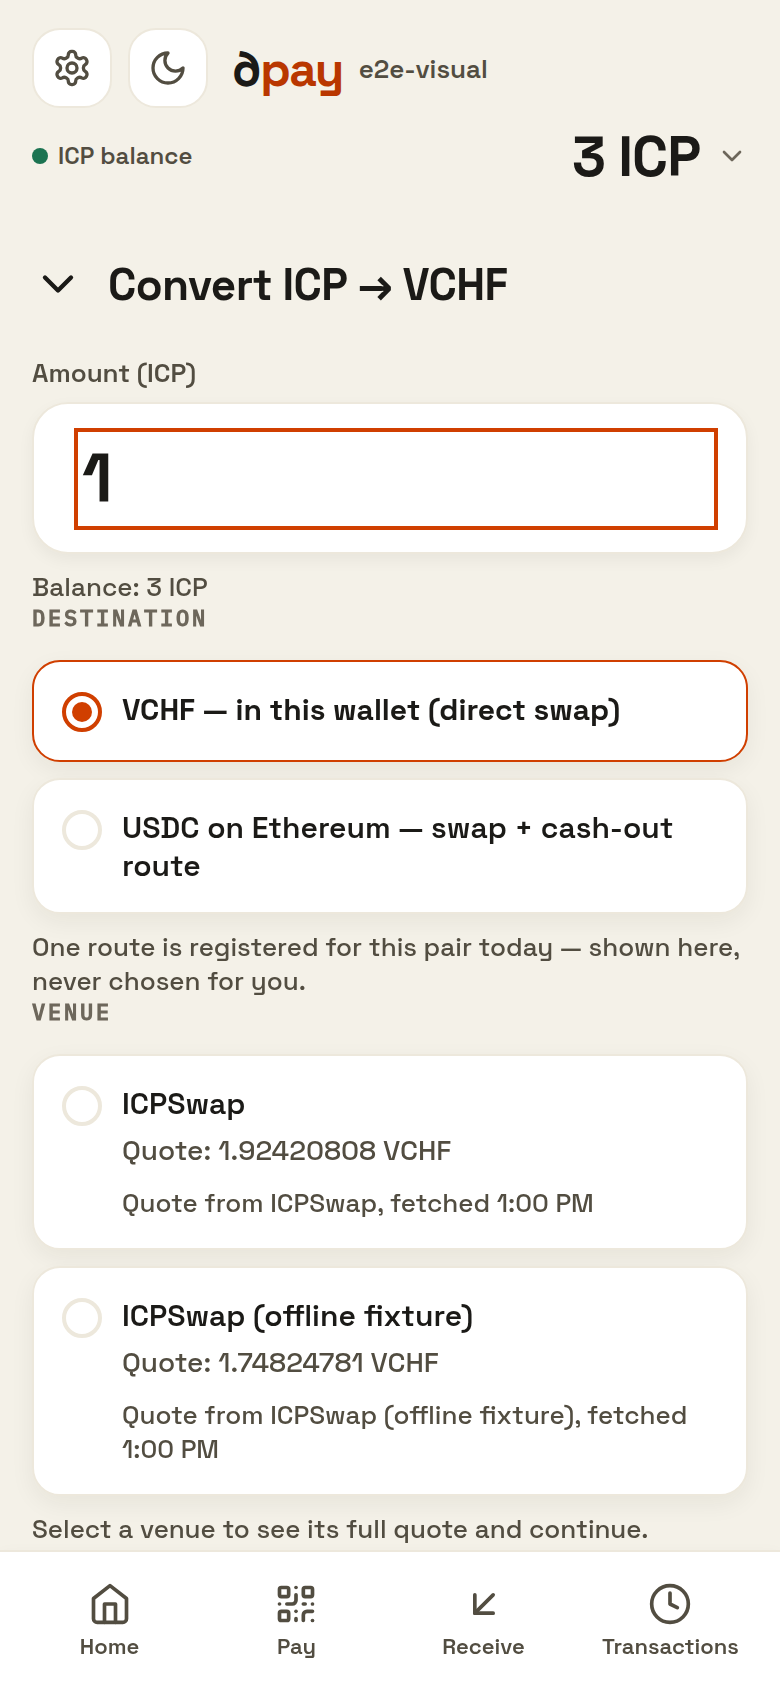 ∂pay e2e-visual
ICP balance
3 ICP
Convert ICP → VCHF
Amount (ICP)
1
Balance: 3 ICP
DESTINATION
VCHF — in this wallet (direct swap)
USDC on Ethereum — swap + cash-out
route
One route is registered for this pair today — shown here,
never chosen for you.
VENUE
ICPSwap
Quote: 1.92420808 VCHF
Quote from ICPSwap, fetched 1:00 PM
ICPSwap (offline fixture)
Quote: 1.74824781 VCHF
Quote from ICPSwap (offline fixture), fetched
1:00 PM
Select a venue to see its full quote and continue.
Home
Pay
Receive
Transactions